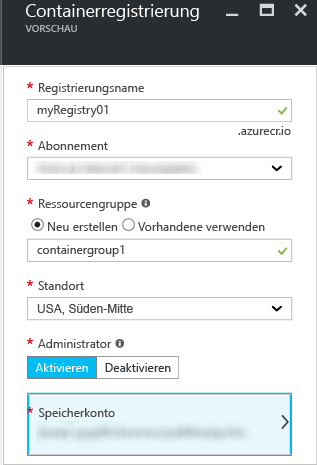 Containerregistrierung
VORSCHAU
* Registrierungsname
myRegistry01
.azurecr.io
* Abonnement
* Ressourcengruppe
Neu erstellen Vorhandene verwenden
containergroup1
* Standort
USA, Süden-Mitte
* Administrator
Aktivieren Deaktivieren
* Speicherkonto